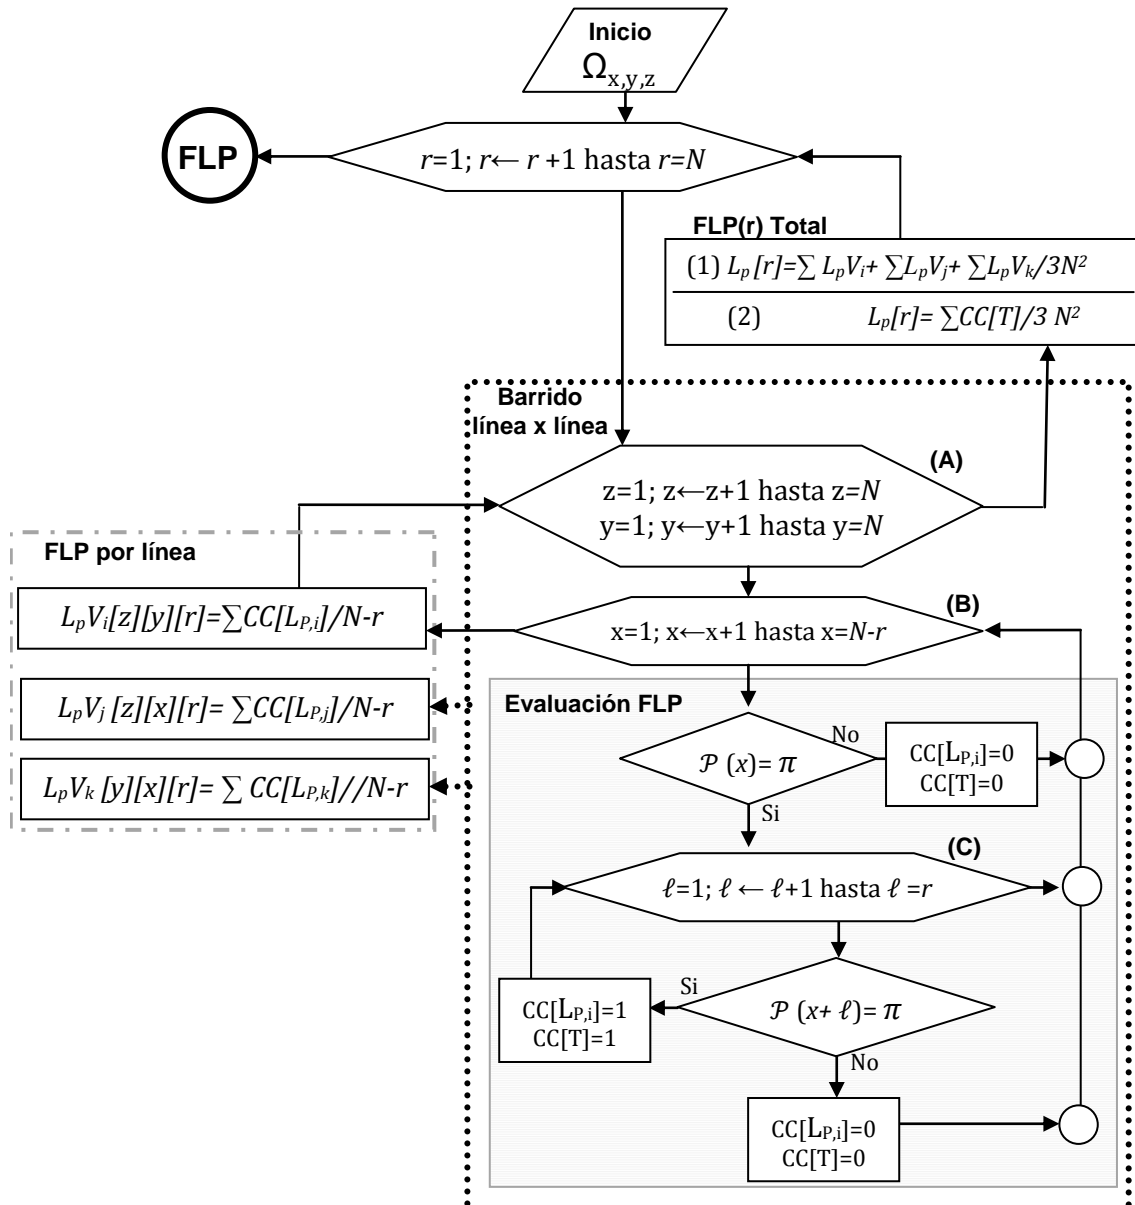 Inicio
Ωx,y,z
FLP
r=1; r← r +1 hasta r=N
FLP(r) Total
(1) Lp [r]=∑ LpVi+ ∑LpVj+ ∑LpVk/3N²
(2) Lp[r]= ∑CC[T]/3 N²
Barrido
línea x línea
(A)
z=1; z←z+1 hasta z=N
y=1; y←y+1 hasta y=N
FLP por línea
LpVi[z][y][r]=∑CC[LP,i]/N-r
(B)
x=1; x←x+1 hasta x=N-r
LpVj [z][x][r]= ∑CC[LP,j]/N-r
LpVk [y][x][r]= ∑ CC[LP,k]//N-r
Evaluación FLP
𝒫 (x)= π
No
CC[LP,i]=0
CC[T]=0
Si
(C)
ℓ=1; ℓ ← ℓ+1 hasta ℓ =r
𝒫 (x+ ℓ)= π
Si
CC[LP,i]=1
CC[T]=1
No
CC[LP,i]=0
CC[T]=0